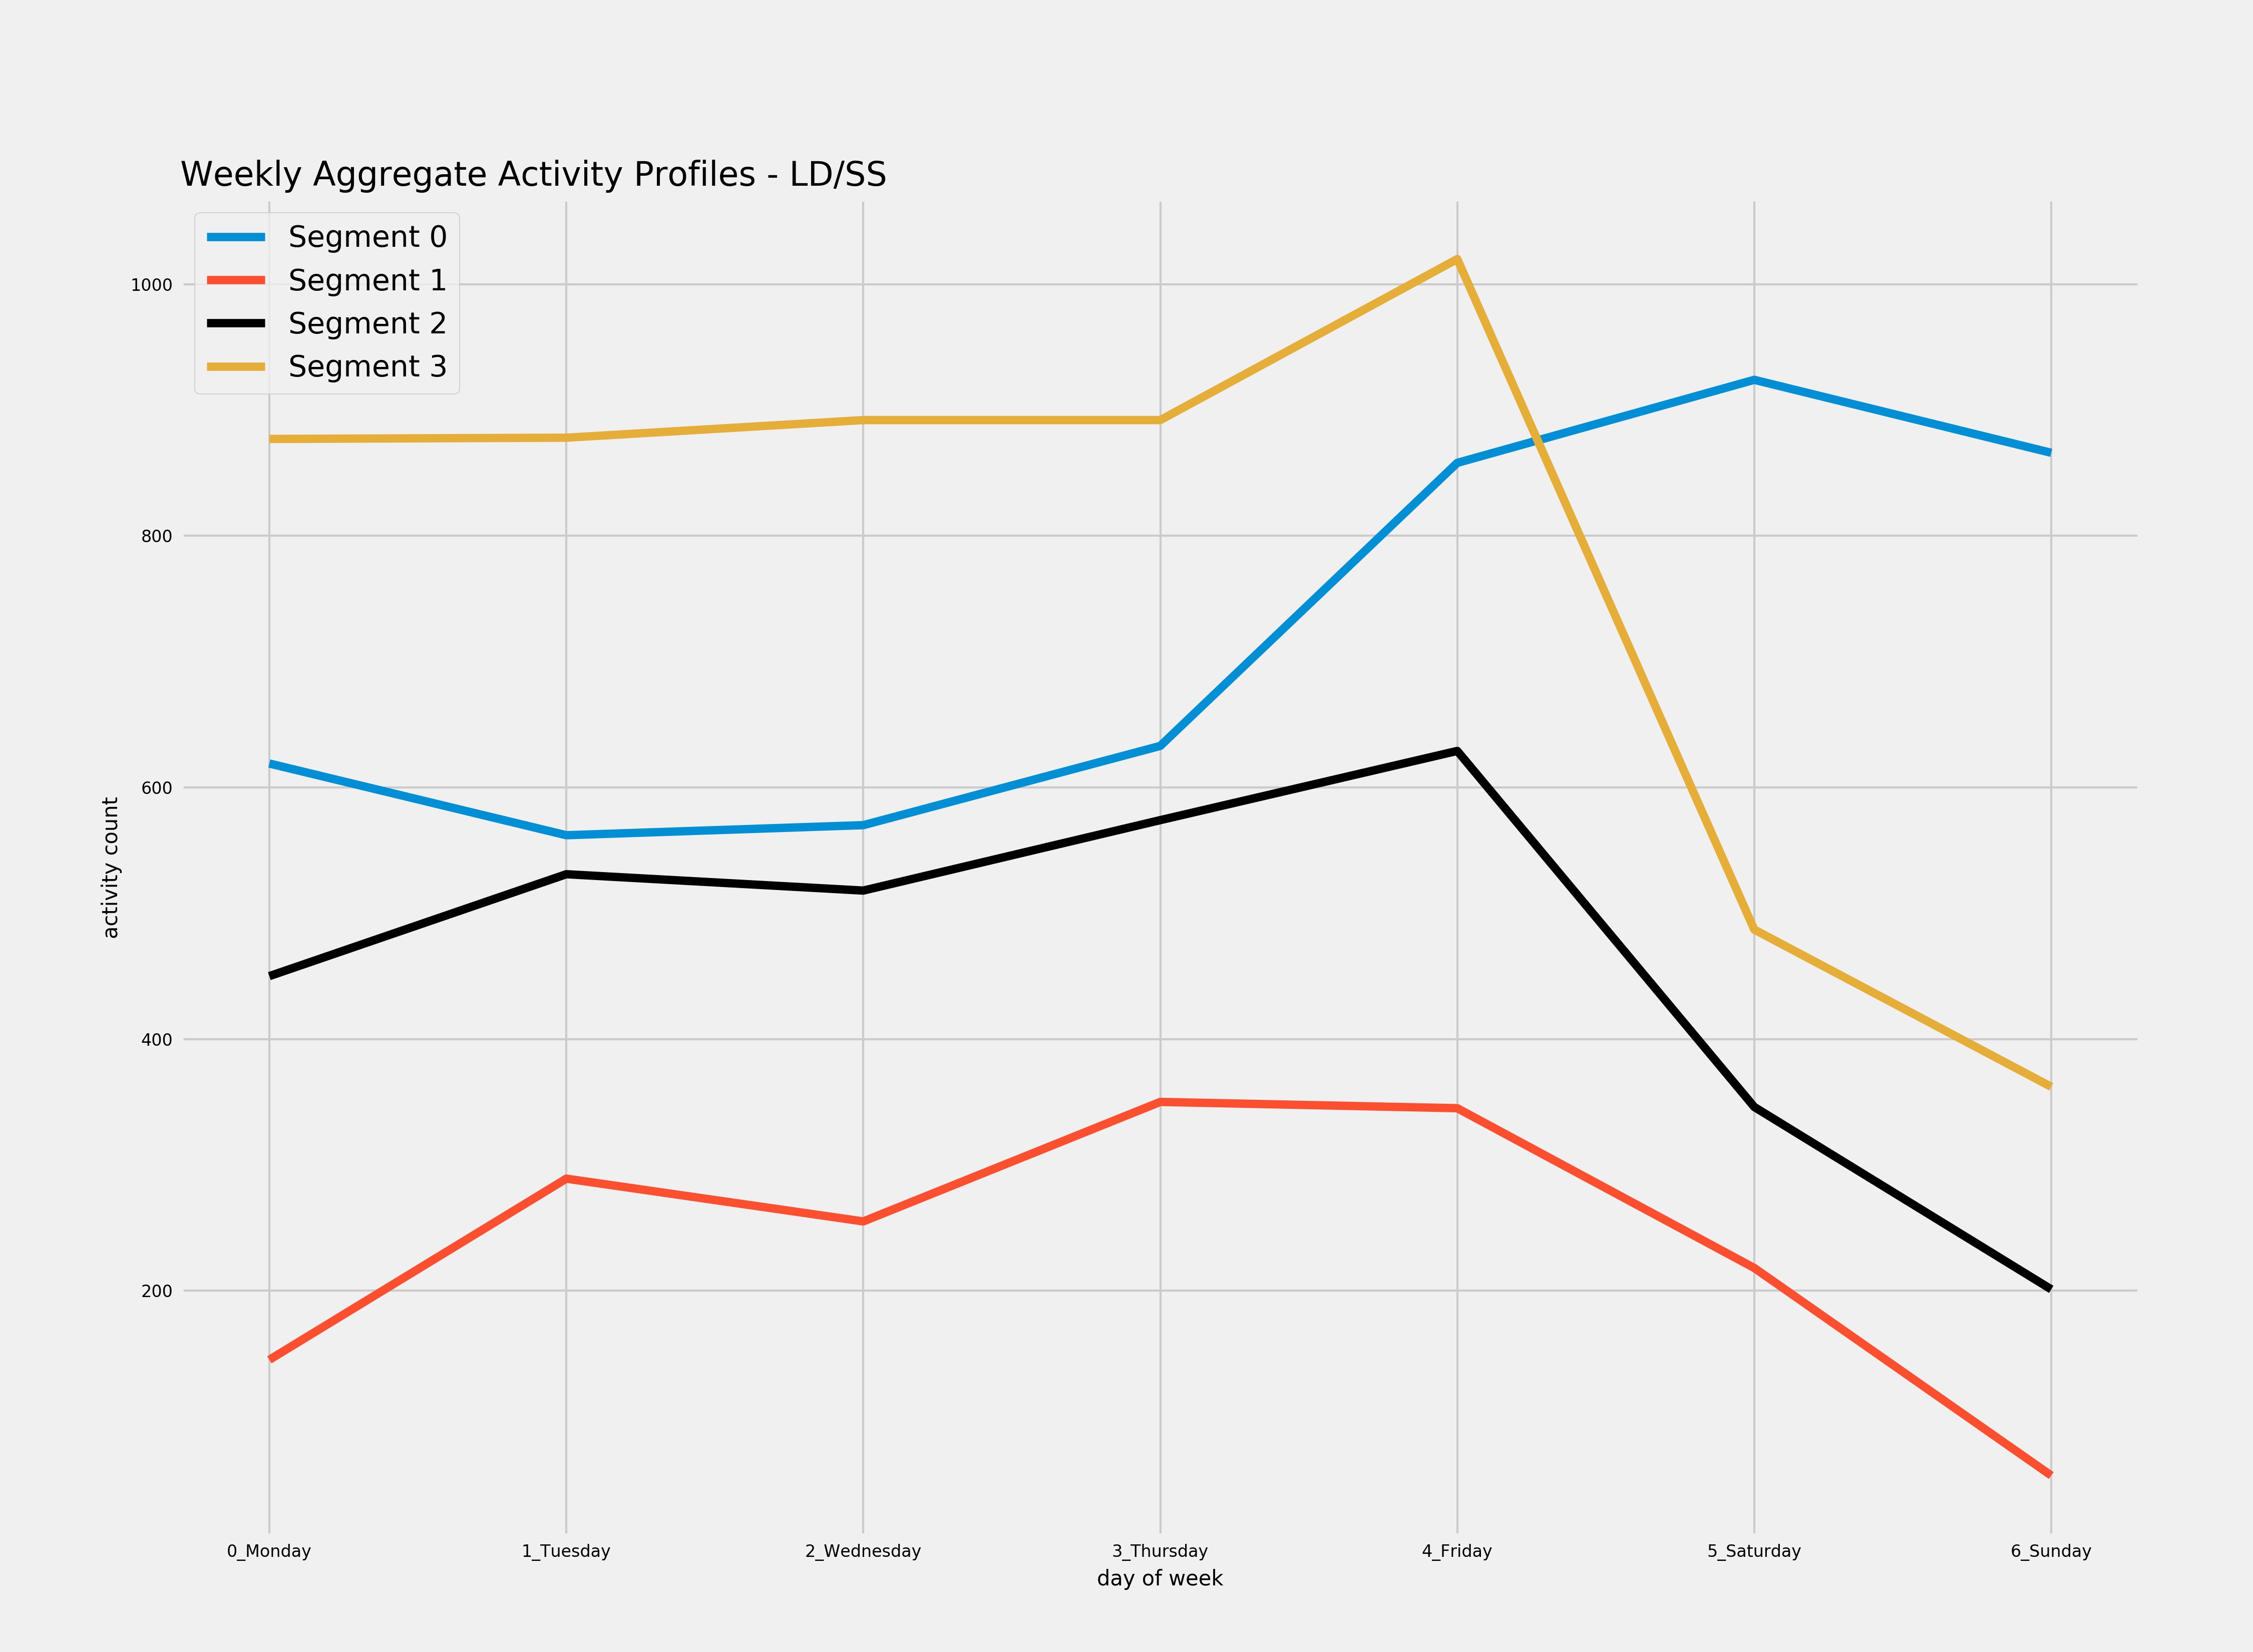 Weekly Aggregate Activity Profiles - LD/SS
Segment 0
Segment 1
Segment 2
Segment 3
1000
800
600
400
200
activity count
0_Monday
1_Tuesday
2_Wednesday
3_Thursday
4_Friday
5_Saturday
6_Sunday
day of week